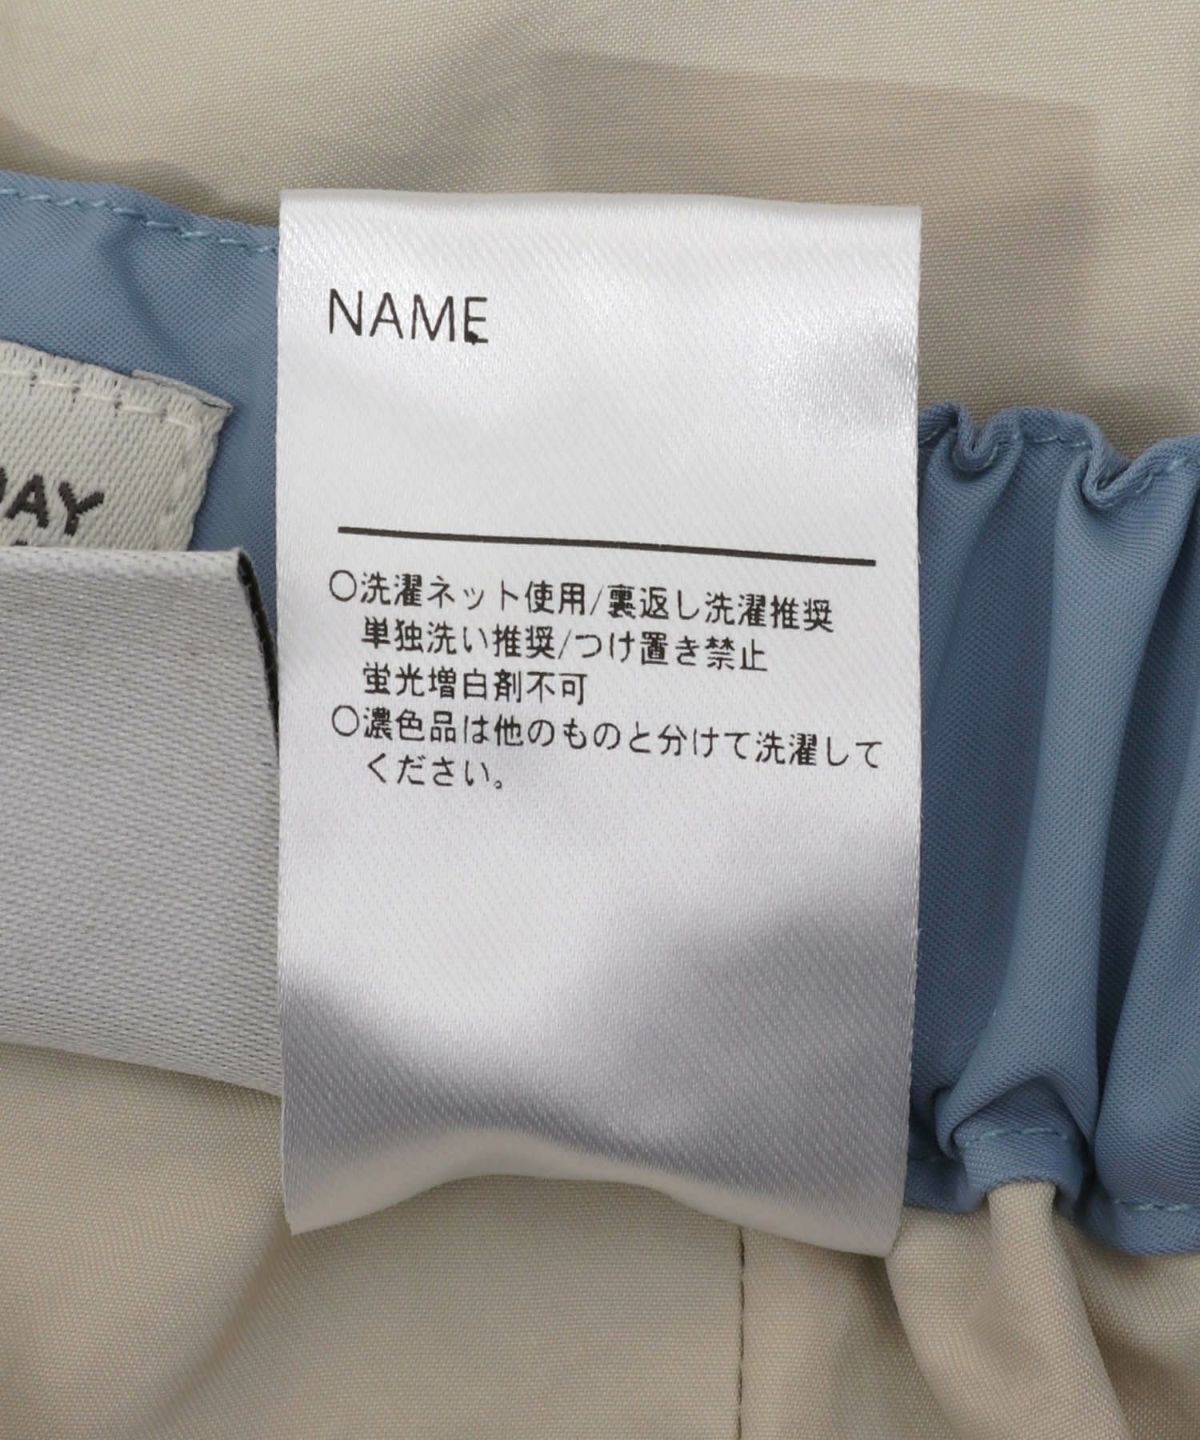 NAME
○洗濯ネット使用/裏返し洗濯推奨
単独洗い推奨/つけ置き禁止
蛍光増白剤不可
○濃色品は他のものと分けて洗濯して
ください。